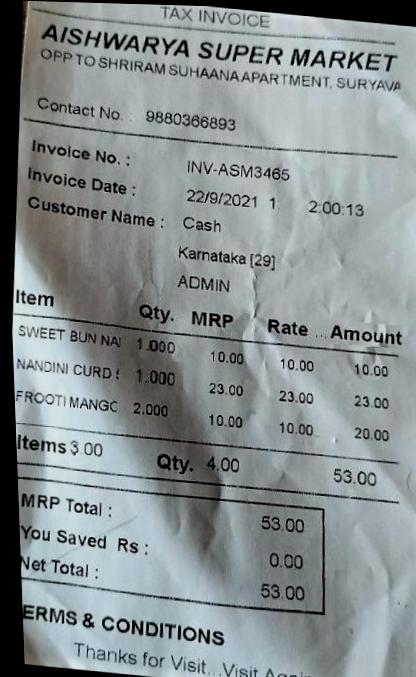 TAX INVOICE
AISHWARYA SUPER MARKET
OPP TO SHRIRAM SUHAANA APARTMENT, SURYAVA
Contact No. : 9880366893
Invoice No. : INV-ASM3465
Invoice Date : 22/9/2021 1 2:00:13
Customer Name : Cash
Karnataka [29]
ADMIN
Item Qty. MRP Rate ... Amount
SWEET BUN NAI 1.000 10.00 10.00 10.00
NANDINI CURD 1.000 23.00 23.00 23.00
FROOTI MANGC 2.000 10.00 10.00 20.00
Items 3.00 Qty. 4.00 53.00
MRP Total : 53.00
You Saved Rs : 0.00
Net Total : 53.00
ERMS & CONDITIONS
Thanks for Visit...Visit Again